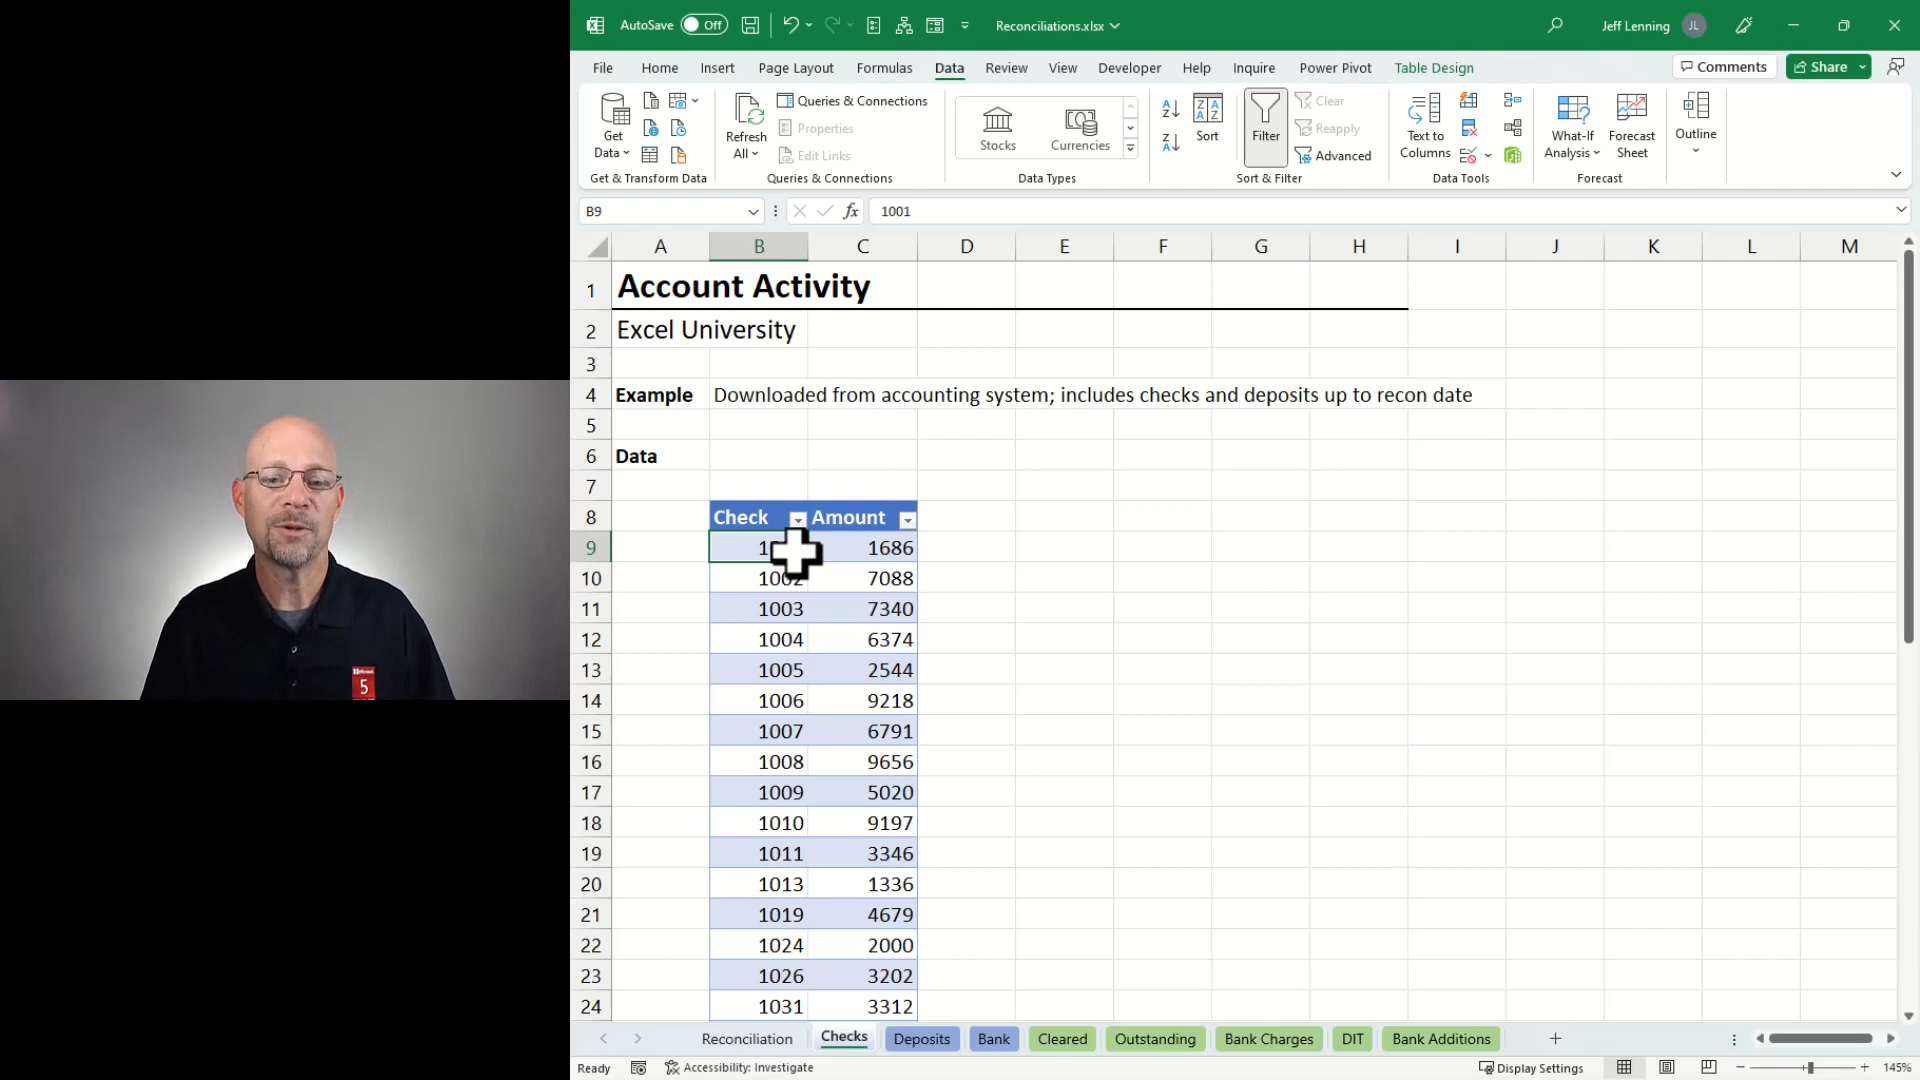 AutoSave Off Reconciliations.xlsx Jeff Lenning JL
File Home Insert Page Layout Formulas Data Review View Developer Help Inquire Power Pivot Table Design Comments Share
Get Data
Refresh All
Queries & Connections
Properties
Edit Links
Stocks
Currencies
Sort
Filter
Clear
Reapply
Advanced
Text to Columns
What-If Analysis
Forecast Sheet
Outline
Get & Transform Data Queries & Connections Data Types Sort & Filter Data Tools Forecast
B9 fx 1001
A B C D E F G H I J K L M
1 Account Activity
2 Excel University
3
4 Example Downloaded from accounting system; includes checks and deposits up to recon date
5
6 Data
7
8 Check Amount
9 1686
10 1002 7088
11 1003 7340
12 1004 6374
13 1005 2544
14 1006 9218
15 1007 6791
16 1008 9656
17 1009 5020
18 1010 9197
19 1011 3346
20 1013 1336
21 1019 4679
22 1024 2000
23 1026 3202
24 1031 3312
Reconciliation Checks Deposits Bank Cleared Outstanding Bank Charges DIT Bank Additions
Ready Accessibility: Investigate Display Settings 145%
5